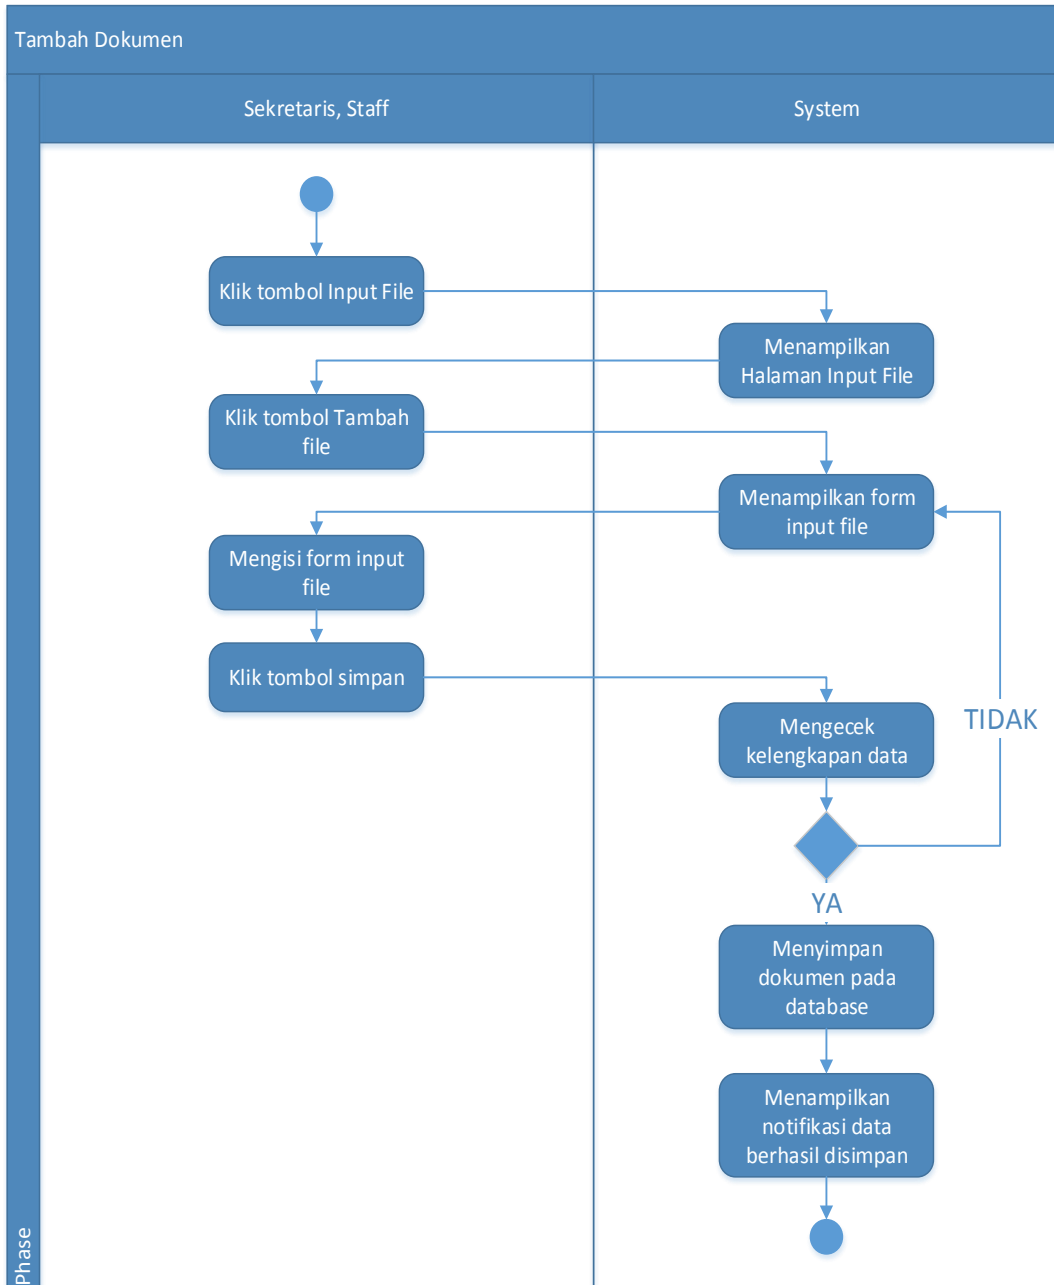 Tambah Dokumen
Sekretaris, Staff
System
Klik tombol Input File
Menampilkan
Halaman Input File
Klik tombol Tambah
file
Menampilkan form
input file
Mengisi form input
file
Klik tombol simpan
Mengecek
kelengkapan data
TIDAK
YA
Menyimpan
dokumen pada
database
Menampilkan
notifikasi data
berhasil disimpan
Phase